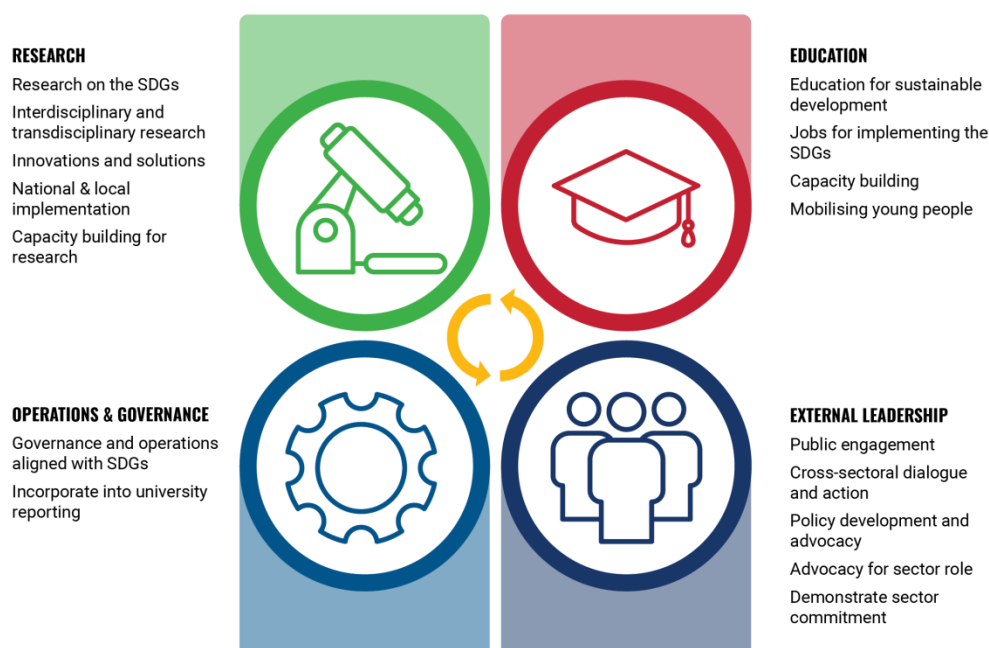 RESEARCH
Research on the SDGs
Interdisciplinary and
transdisciplinary research
Innovations and solutions
National & local
implementation
Capacity building for
research
EDUCATION
Education for sustainable
development
Jobs for implementing the
SDGs
Capacity building
Mobilising young people
OPERATIONS & GOVERNANCE
Governance and operations
aligned with SDGs
Incorporate into university
reporting
EXTERNAL LEADERSHIP
Public engagement
Cross-sectoral dialogue
and action
Policy development and
advocacy
Advocacy for sector role
Demonstrate sector
commitment